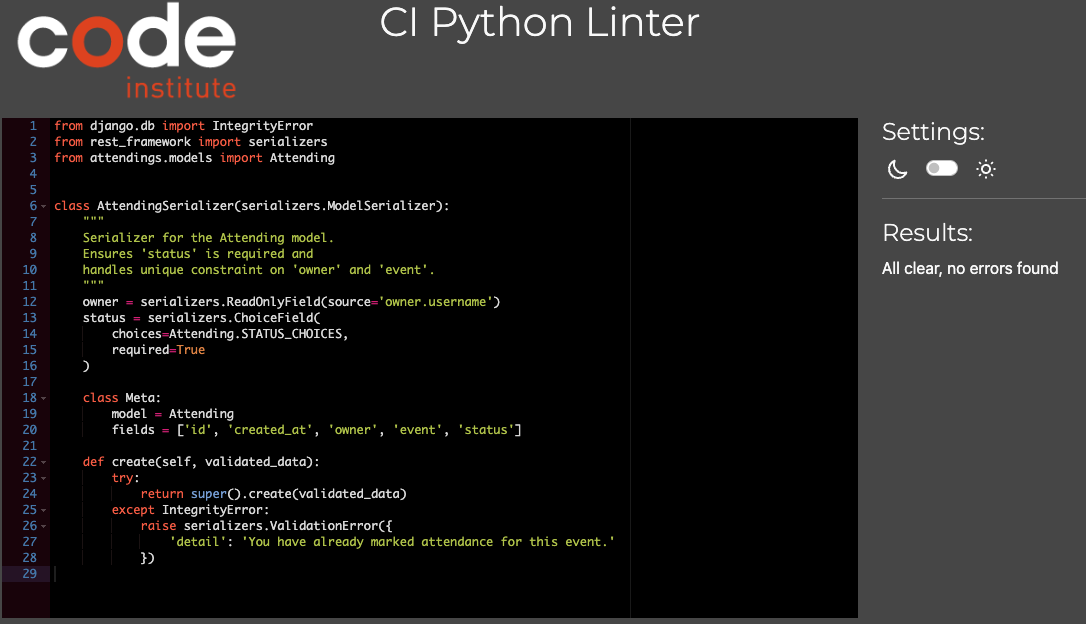 code
institute
CI Python Linter
1 from django.db import IntegrityError
2 from rest_framework import serializers
3 from attendings.models import Attending
4
5
6 class AttendingSerializer(serializers.ModelSerializer):
7     """
8     Serializer for the Attending model.
9     Ensures 'status' is required and
10     handles unique constraint on 'owner' and 'event'.
11     """
12     owner = serializers.ReadOnlyField(source='owner.username')
13     status = serializers.ChoiceField(
14         choices=Attending.STATUS_CHOICES,
15         required=True
16     )
17
18     class Meta:
19         model = Attending
20         fields = ['id', 'created_at', 'owner', 'event', 'status']
21
22     def create(self, validated_data):
23         try:
24             return super().create(validated_data)
25         except IntegrityError:
26             raise serializers.ValidationError({
27                 'detail': 'You have already marked attendance for this event.'
28             })
29
Settings:
Results:
All clear, no errors found